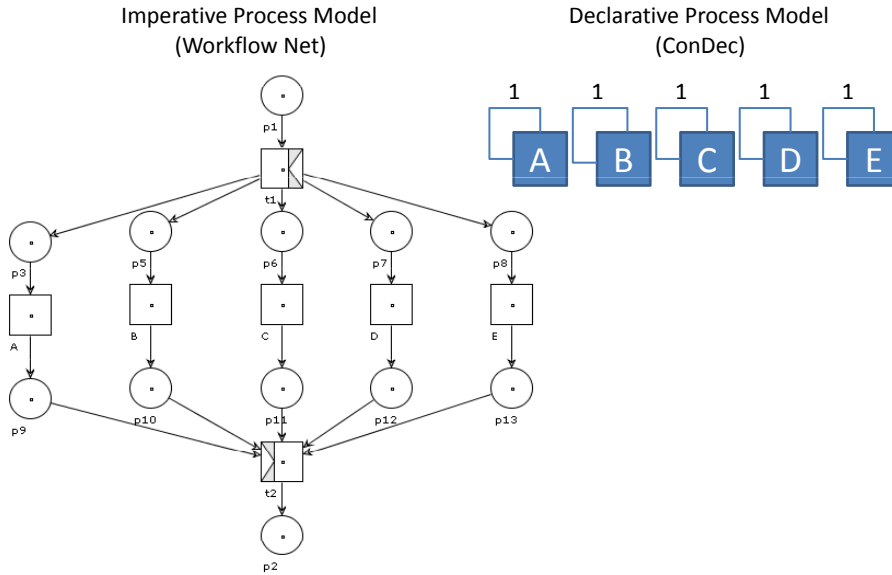 Imperative Process Model
(Workflow Net)
Declarative Process Model
(ConDec)
1 1 1 1 1
A B C D E
p1
t1
p3 p5 p6 p7 p8
A B C D E
p9 p10 p11 p12 p13
t2
p2